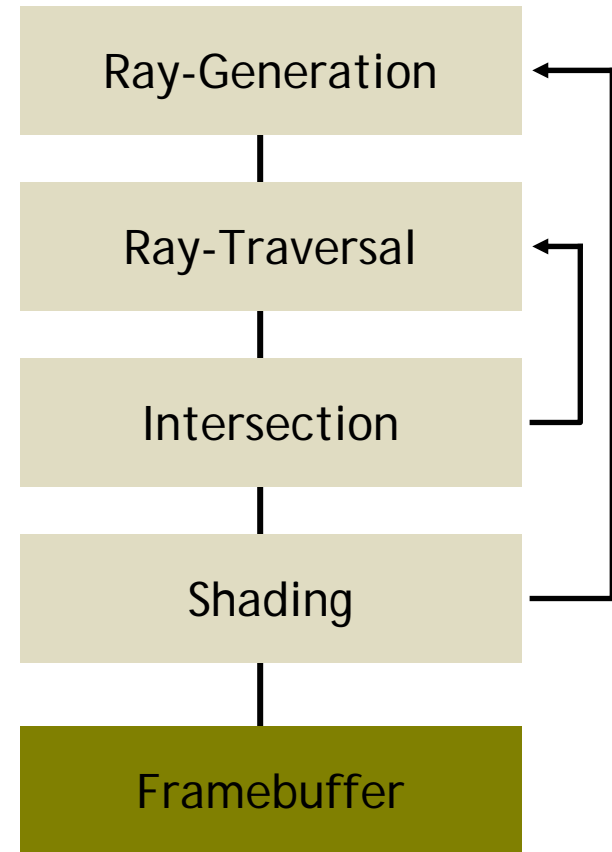 Ray-Generation
Ray-Traversal
Intersection
Shading
Framebuffer